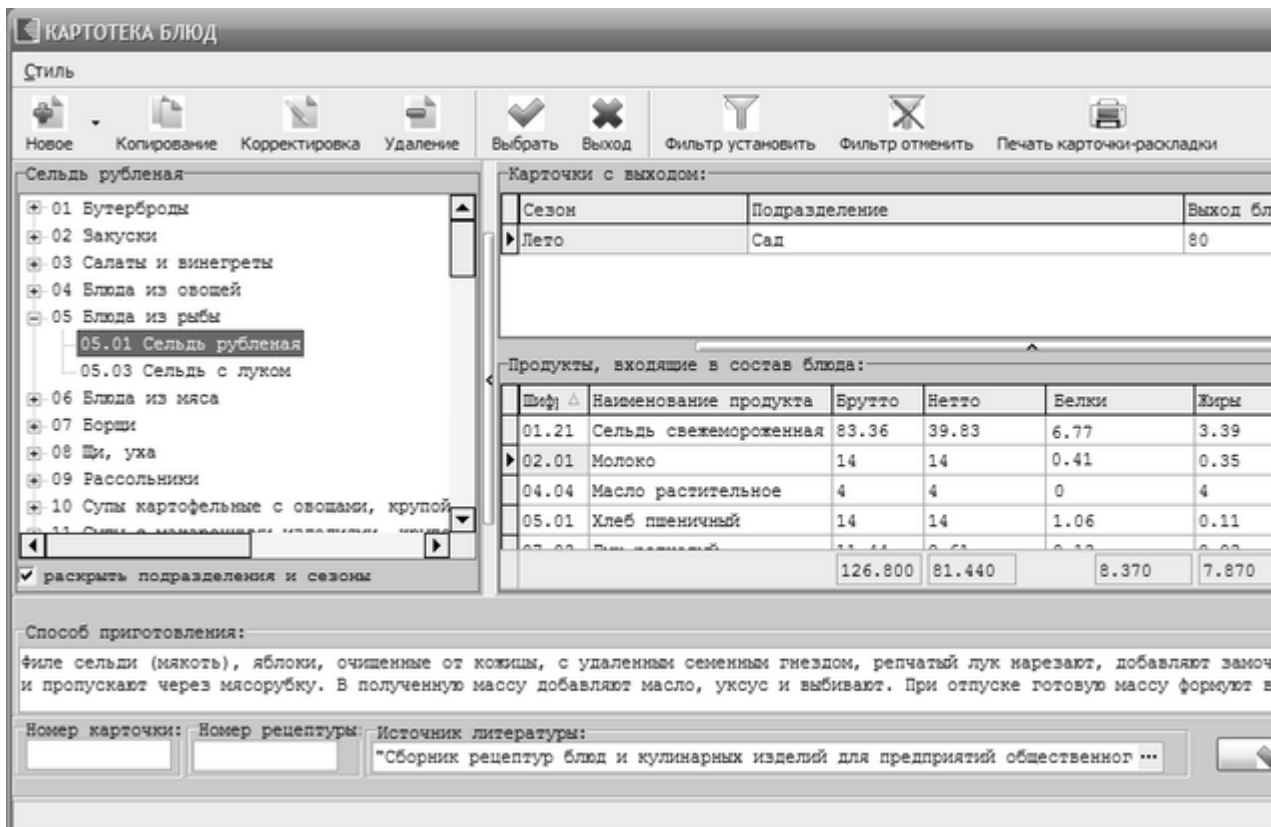 КАРТОТЕКА БЛЮД
Стиль
Новое Копирование Корректировка Удаление Выбрать Выход Фильтр установить Фильтр отменить Печать карточки-раскладки
Сельдь рубленая
01 Бутерброды
02 Закуски
03 Салаты и винегреты
04 Блюда из овощей
05 Блюда из рыбы
05.01 Сельдь рубленая
05.03 Сельдь с луком
06 Блюда из мяса
07 Борщи
08 Щи, уха
09 Рассольники
10 Супы картофельные с овощами, крупой
раскрыть подразделения и сезоны
Карточки с выходом:
Сезон Подразделение Выход бл
Лето Сад 80
Продукты, входящие в состав блюда:
Шифр Наименование продукта Брутто Нетто Белки Жиры
01.21 Сельдь свежемороженная 83.36 39.83 6.77 3.39
02.01 Молоко 14 14 0.41 0.35
04.04 Масло растительное 4 4 0 4
05.01 Хлеб пшеничный 14 14 1.06 0.11
126.800 81.440 8.370 7.870
Способ приготовления:
Филе сельди (мякоть), яблоки, очищенные от кожицы, с удаленным семенным гнездом, репчатый лук нарезают, добавляют замоч
и пропускают через мясорубку. В полученную массу добавляют масло, уксус и выбивают. При отпуске готовую массу формуют в
Номер карточки: Номер рецептуры: Источник литературы:
"Сборник рецептур блюд и кулинарных изделий для предприятий общественног ...